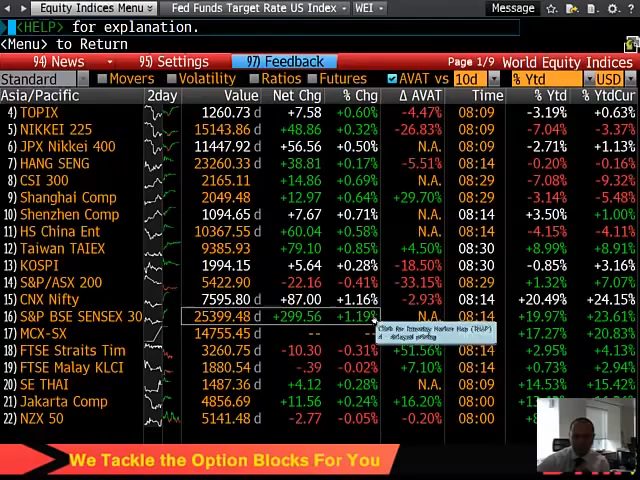 Equity Indices Menu
Fed Funds Target Rate US Index
WEI
Message
<HELP> for explanation.
<Menu> to Return
94) News
95) Settings
97) Feedback
Page 1/9
World Equity Indices
Standard
Movers
Volatility
Ratios
Futures
AVAT vs
10d
% Ytd
USD
Asia/Pacific 2day Value Net Chg % Chg Δ AVAT Time % Ytd % YtdCur
4) TOPIX 1260.73 d +7.58 +0.60% -4.47% 08:09 -3.19% +0.63%
5) NIKKEI 225 15143.86 d +48.86 +0.32% -26.83% 08:09 -7.04% -3.37%
6) JPX Nikkei 400 11447.92 d +56.56 +0.50% N.A. 08:09 -2.71% +1.13%
7) HANG SENG 23260.33 d +38.81 +0.17% -5.51% 08:14 -0.20% -0.16%
8) CSI 300 2165.11 d +14.86 +0.69% N.A. 08:29 -7.08% -9.32%
9) Shanghai Comp 2049.48 d +12.97 +0.64% +29.70% 08:29 -3.14% -5.48%
10) Shenzhen Comp 1094.65 d +7.67 +0.71% N.A. 08:14 +3.50% +1.00%
11) HS China Ent 10367.55 d +60.04 +0.58% N.A. 08:14 -4.15% -4.11%
12) Taiwan TAIEX 9385.93 +79.10 +0.85% +4.50% 08:30 +8.99% +8.91%
13) KOSPI 1994.15 +5.64 +0.28% -18.50% 08:14 -0.85% +3.16%
14) S&P/ASX 200 5422.90 -22.16 -0.41% -33.15% 08:14 +1.32% +7.07%
15) CNX Nifty 7595.80 d +87.00 +1.16% -2.93% 08:14 +20.49% +24.15%
16) S&P BSE SENSEX 30 25399.48 d +299.56 +1.19% N.A. 08:14 +19.97% +23.61%
Click for Intraday Market Map (IMAP)
d - delayed pricing
17) MCX-SX 14755.45 d -- -- +17.27% +20.83%
18) FTSE Straits Tim 3260.75 d -10.30 -0.31% +51.56% 08:14 +2.95% +4.13%
19) FTSE Malay KLCI 1880.54 d -.39 -0.02% +7.10% 08:14 +0.73% +2.94%
20) SE THAI 1487.36 d +4.12 +0.28% N.A. 08:14 +14.53% +15.42%
21) Jakarta Comp 4856.69 +11.56 +0.24% +16.20% 08:00
22) NZX 50 5141.48 d -2.77 -0.05% -0.20% 08:00
We Tackle the Option Blocks For You